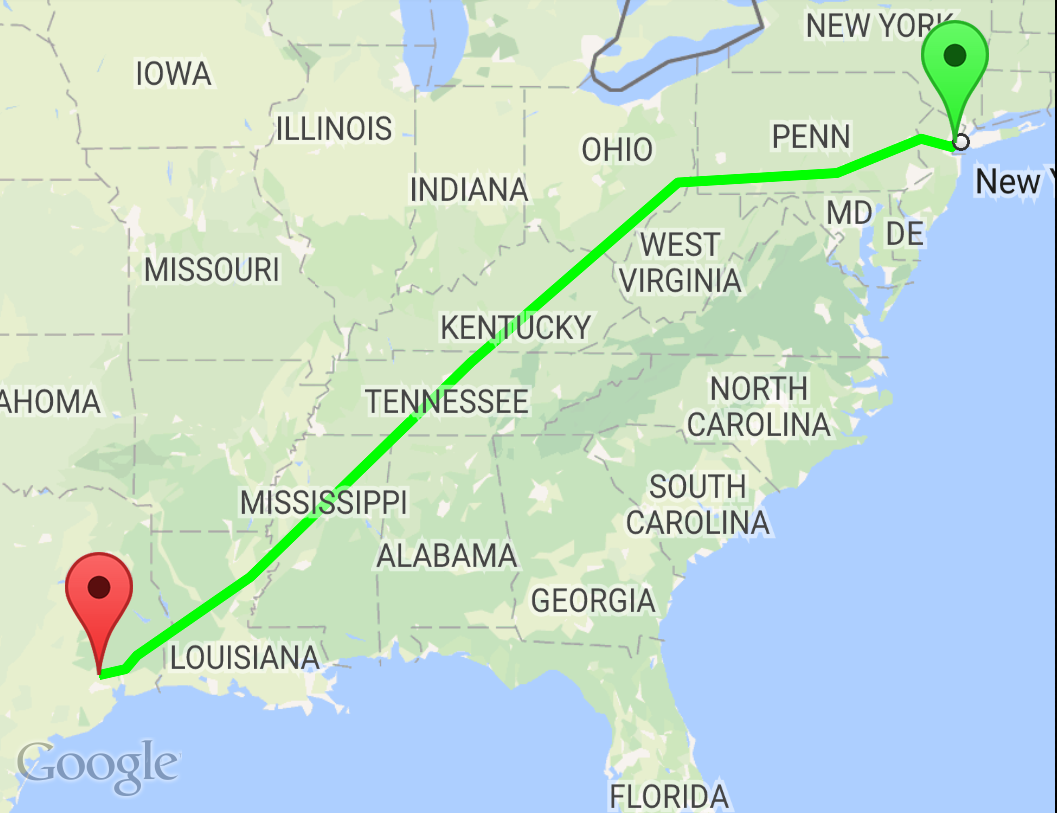 NEW YORK
IOWA
ILLINOIS
OHIO
PENN
INDIANA
New Y
MD
DE
WEST
VIRGINIA
MISSOURI
KENTUCKY
AHOMA
TENNESSEE
NORTH
CAROLINA
MISSISSIPPI
SOUTH
CAROLINA
ALABAMA
GEORGIA
LOUISIANA
Google
FLORIDA